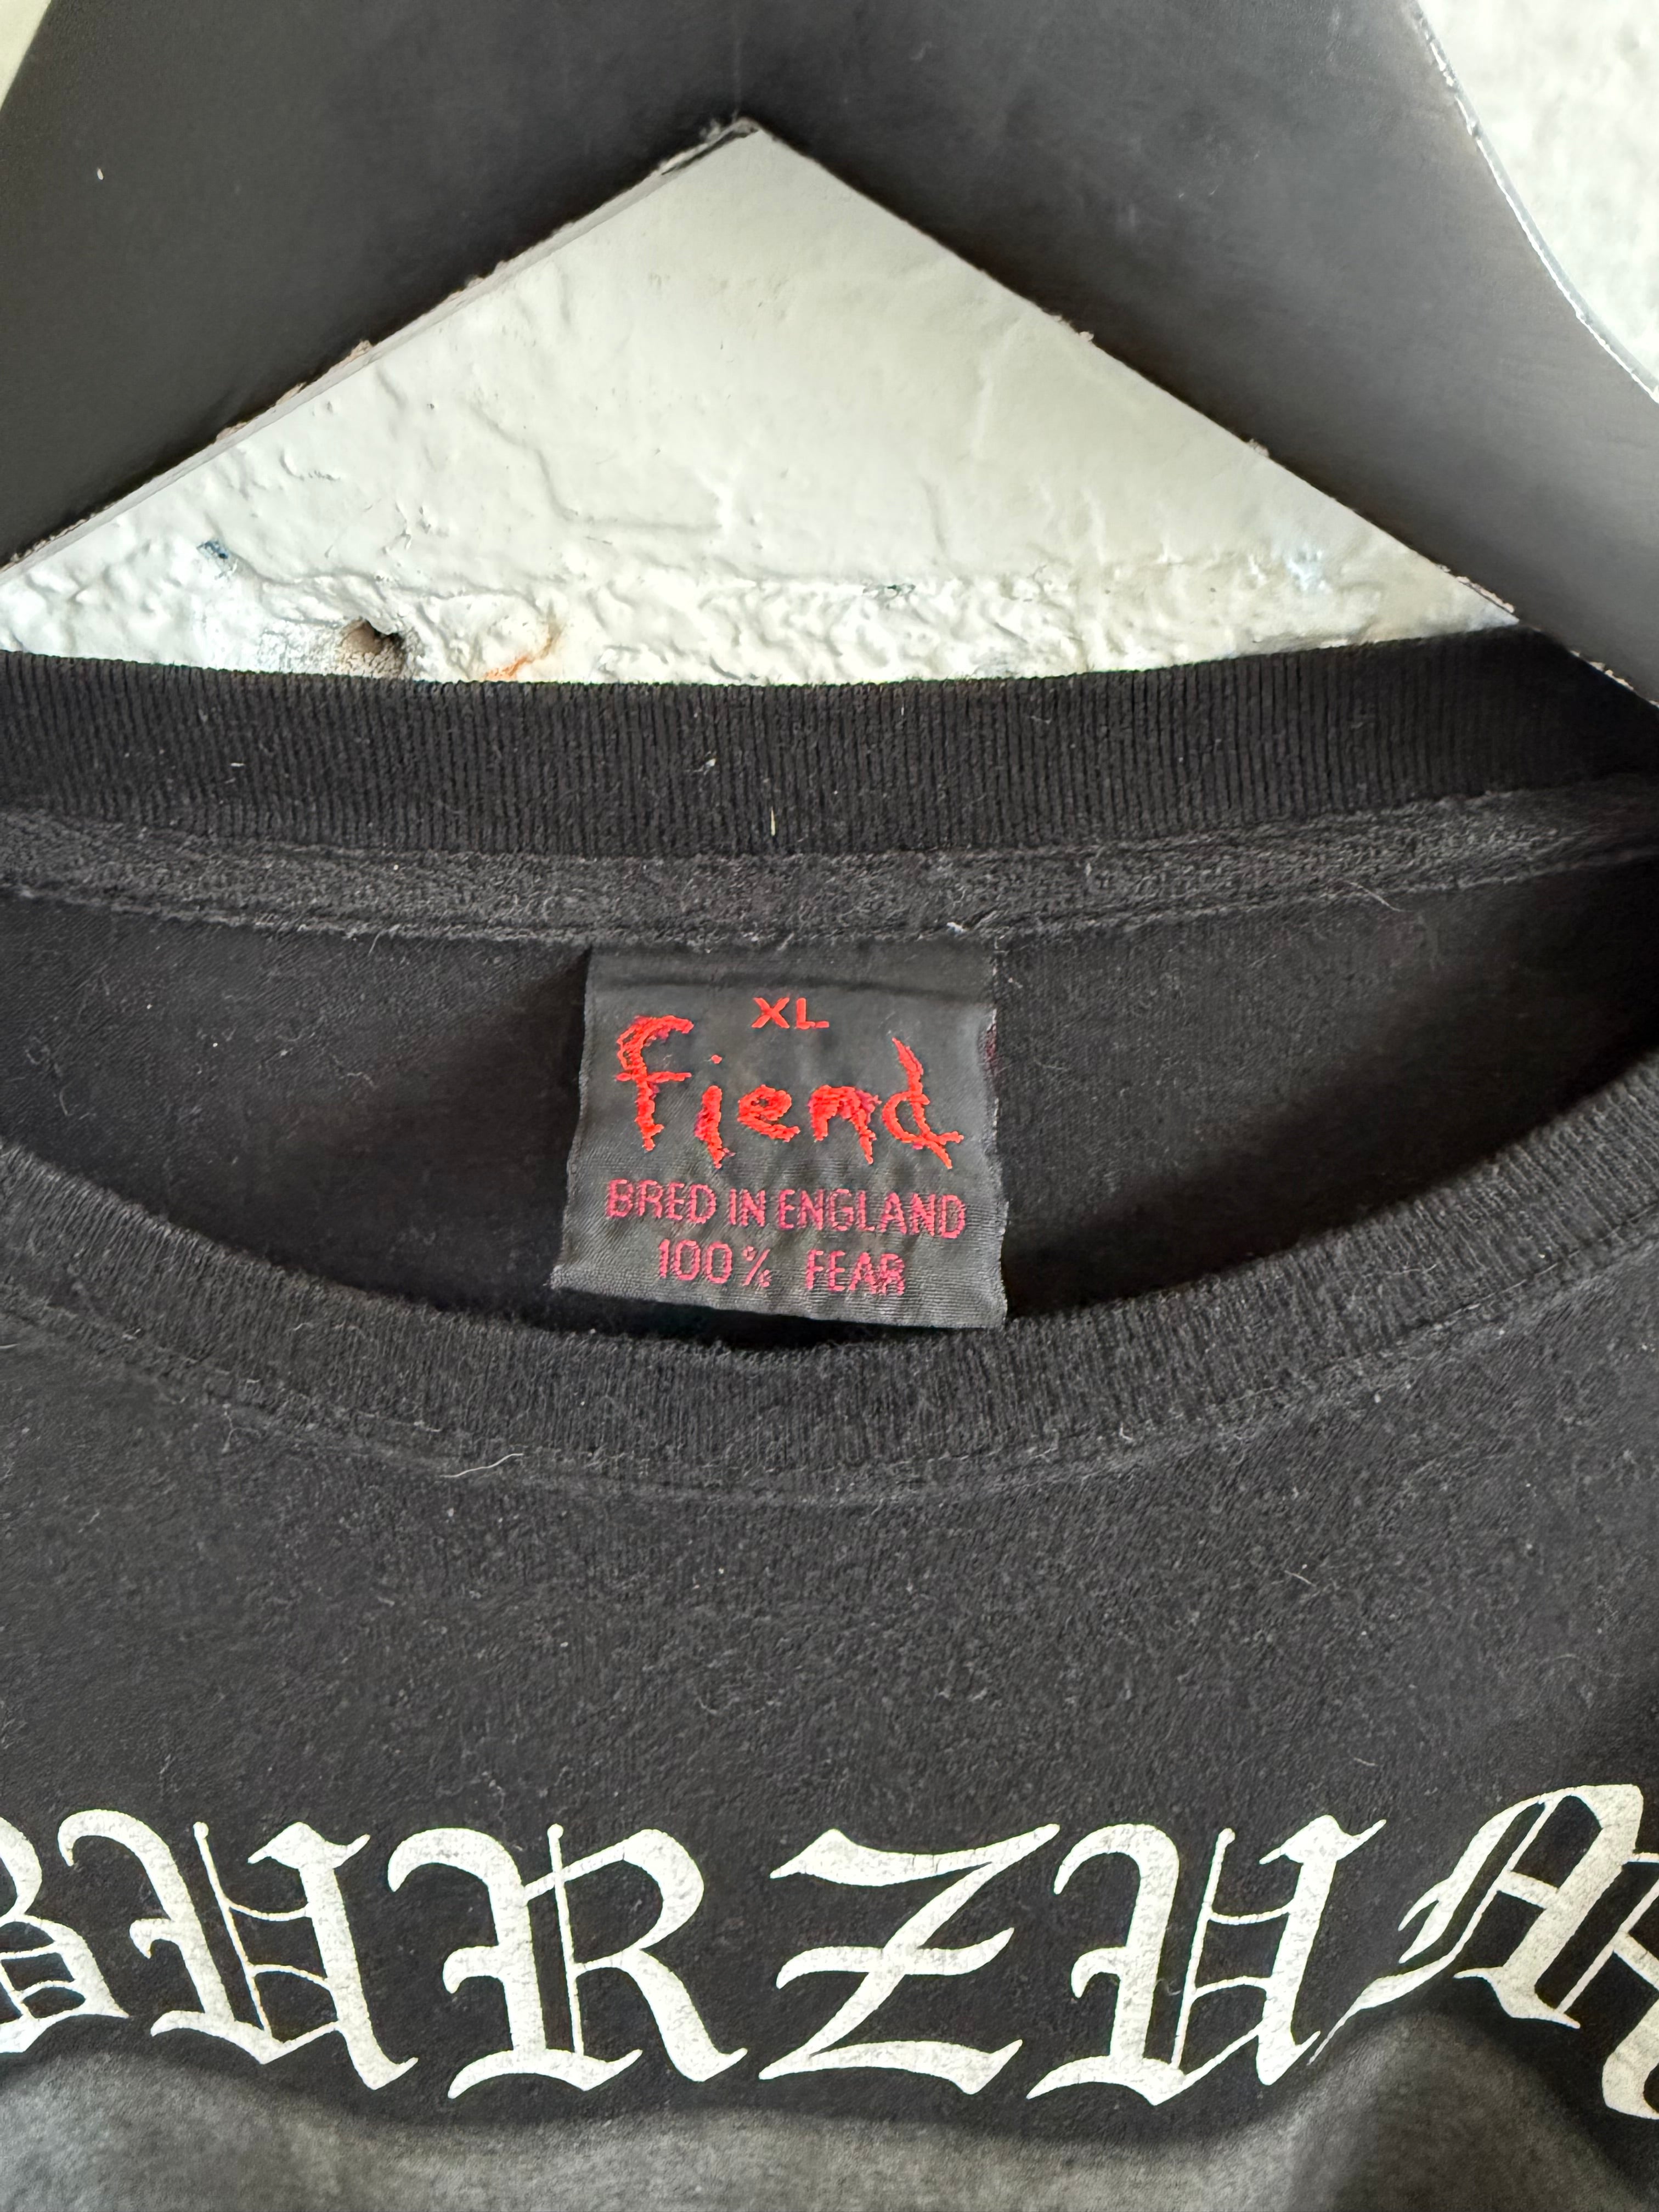 XL
fiend
BRED IN ENGLAND
100% FEAR
BURZUM